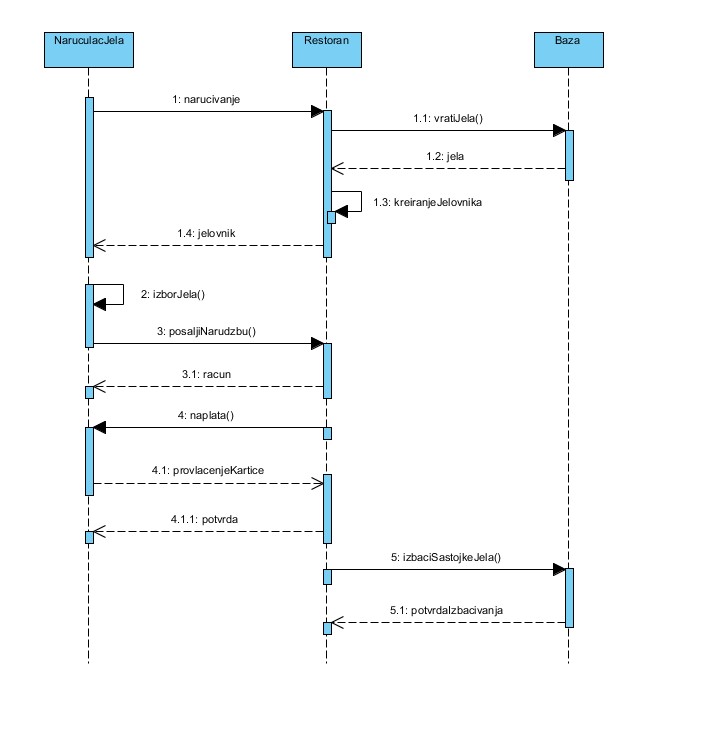 NaruculacJela
Restoran
Baza
1: narucivanje
1.1: vratiJela()
1.2: jela
1.3: kreiranjeJelovnika
1.4: jelovnik
2: izborJela()
3: posaljiNarudzbu()
3.1: racun
4: naplata()
4.1: provlacenjeKartice
4.1.1: potvrda
5: izbaciSastojkeJela()
5.1: potvrdaIzbacivanja